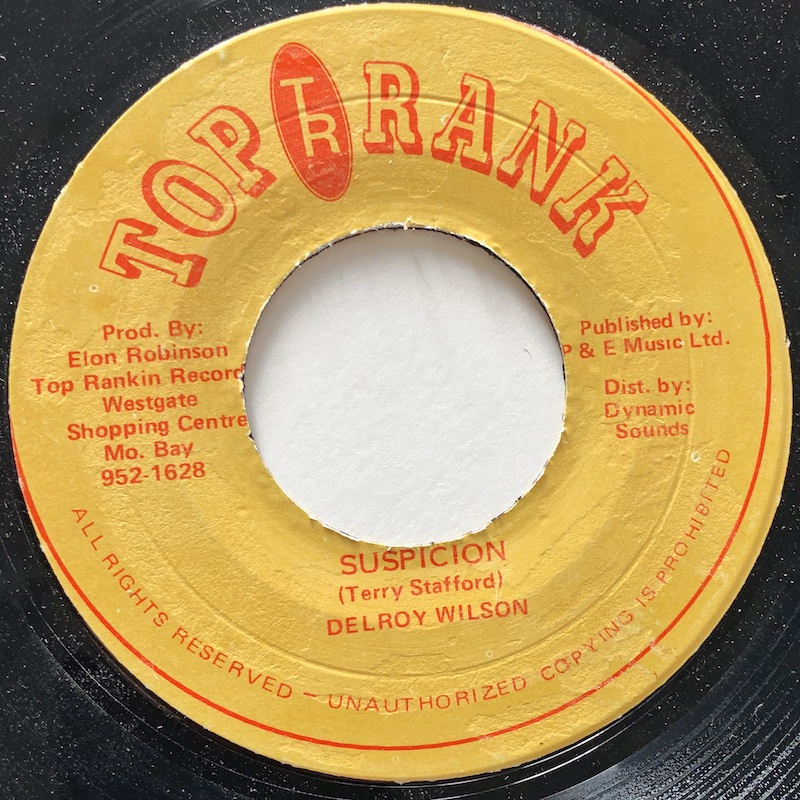 TOP TR RANK
Prod. By:
Elon Robinson
Top Rankin Record
Westgate
Shopping Centre
Mo. Bay
952-1628
Published by:
P & E Music Ltd.
Dist. by:
Dynamic
Sounds
SUSPICION
(Terry Stafford)
DELROY WILSON
ALL RIGHTS RESERVED – UNAUTHORIZED COPYING IS PROHIBITED